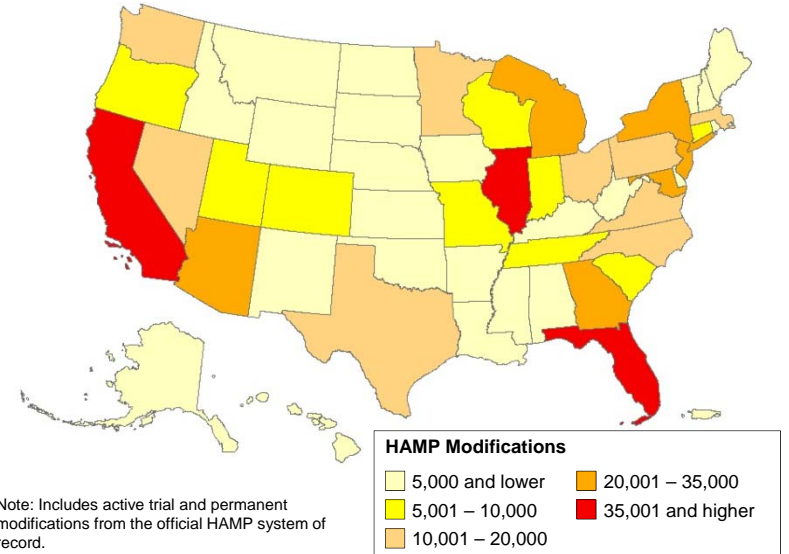 HAMP Modifications
5,000 and lower
20,001 – 35,000
5,001 – 10,000
35,001 and higher
10,001 – 20,000
Note: Includes active trial and permanent
modifications from the official HAMP system of
record.